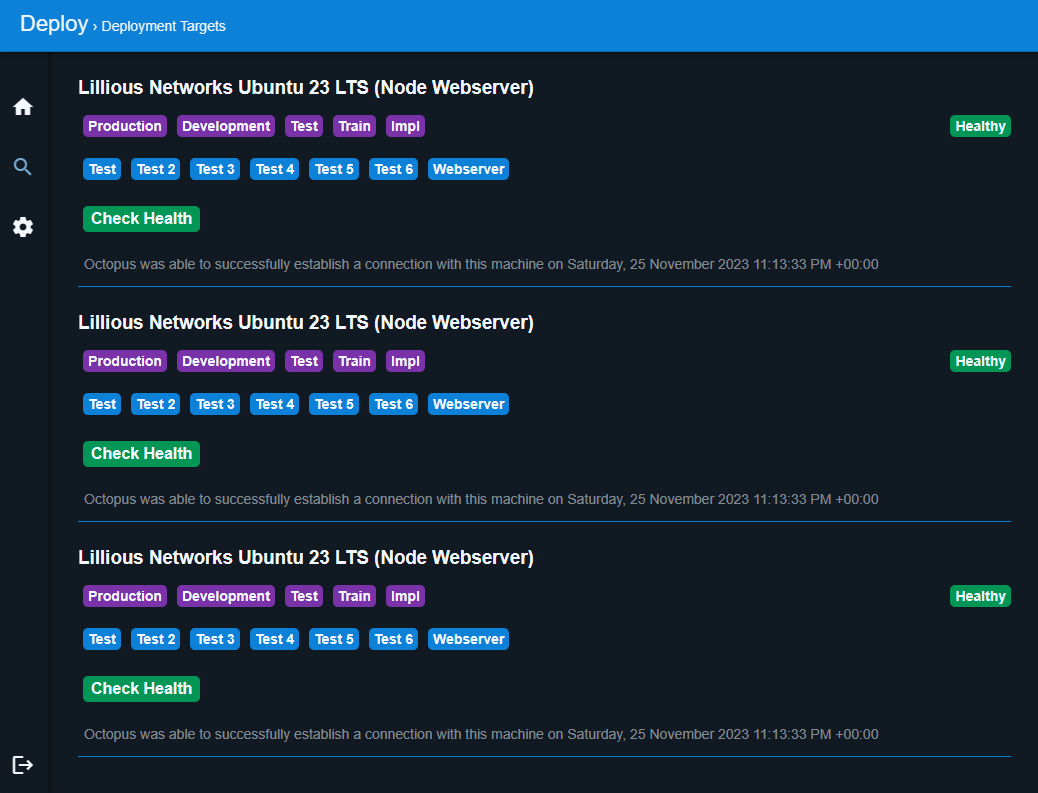 Deploy › Deployment Targets
Lillious Networks Ubuntu 23 LTS (Node Webserver)
Production Development Test Train Impl Healthy
Test Test 2 Test 3 Test 4 Test 5 Test 6 Webserver
Check Health
Octopus was able to successfully establish a connection with this machine on Saturday, 25 November 2023 11:13:33 PM +00:00
Lillious Networks Ubuntu 23 LTS (Node Webserver)
Production Development Test Train Impl Healthy
Test Test 2 Test 3 Test 4 Test 5 Test 6 Webserver
Check Health
Octopus was able to successfully establish a connection with this machine on Saturday, 25 November 2023 11:13:33 PM +00:00
Lillious Networks Ubuntu 23 LTS (Node Webserver)
Production Development Test Train Impl Healthy
Test Test 2 Test 3 Test 4 Test 5 Test 6 Webserver
Check Health
Octopus was able to successfully establish a connection with this machine on Saturday, 25 November 2023 11:13:33 PM +00:00